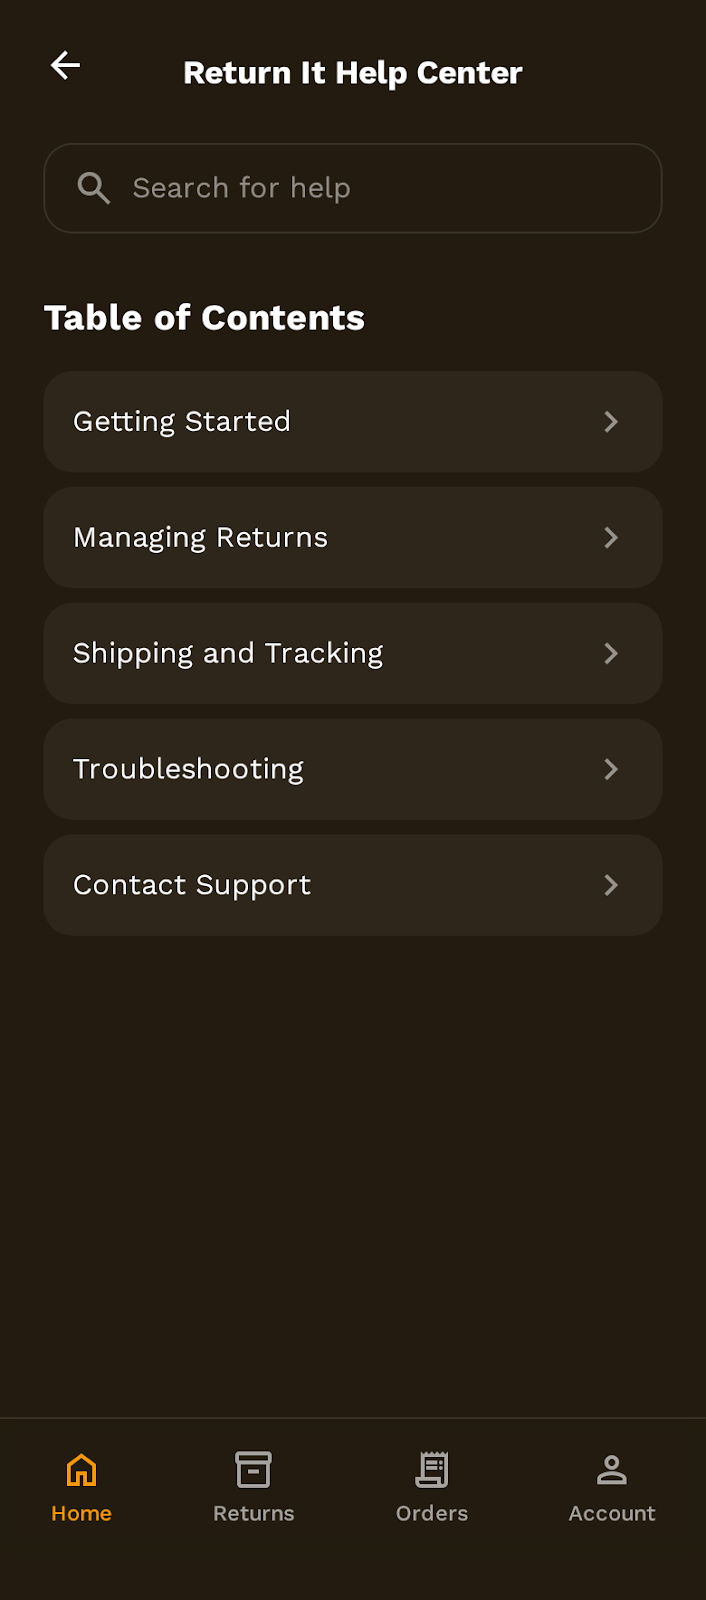 Return It Help Center
Search for help
Table of Contents
Getting Started
Managing Returns
Shipping and Tracking
Troubleshooting
Contact Support
Home
Returns
Orders
Account